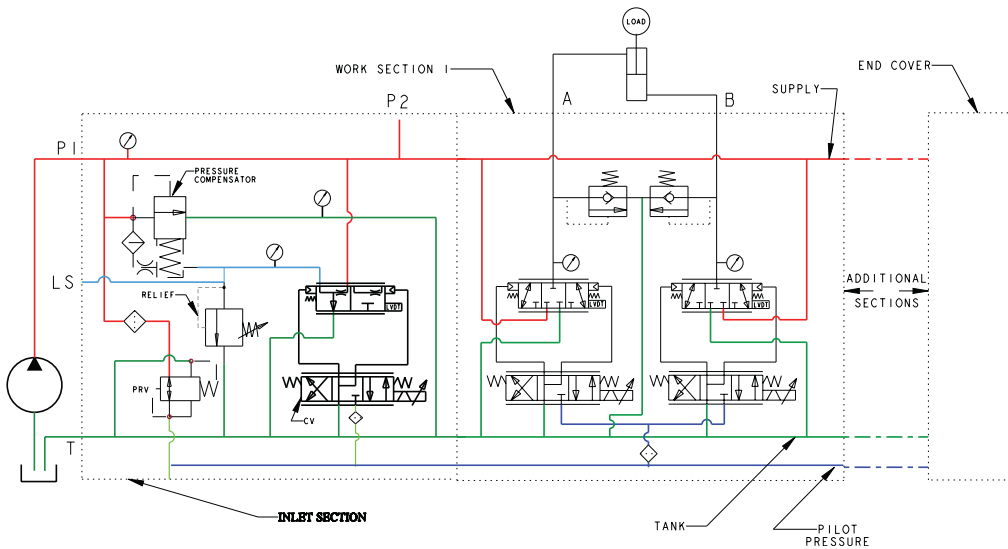 LOAD
WORK SECTION 1
END COVER
A
B
SUPPLY
P2
P1
PRESSURE
COMPENSATOR
LS
RELIEF
LVDT
LVDT
LVDT
ADDITIONAL
SECTIONS
PRV
CV
T
INLET SECTION
TANK
PILOT
PRESSURE